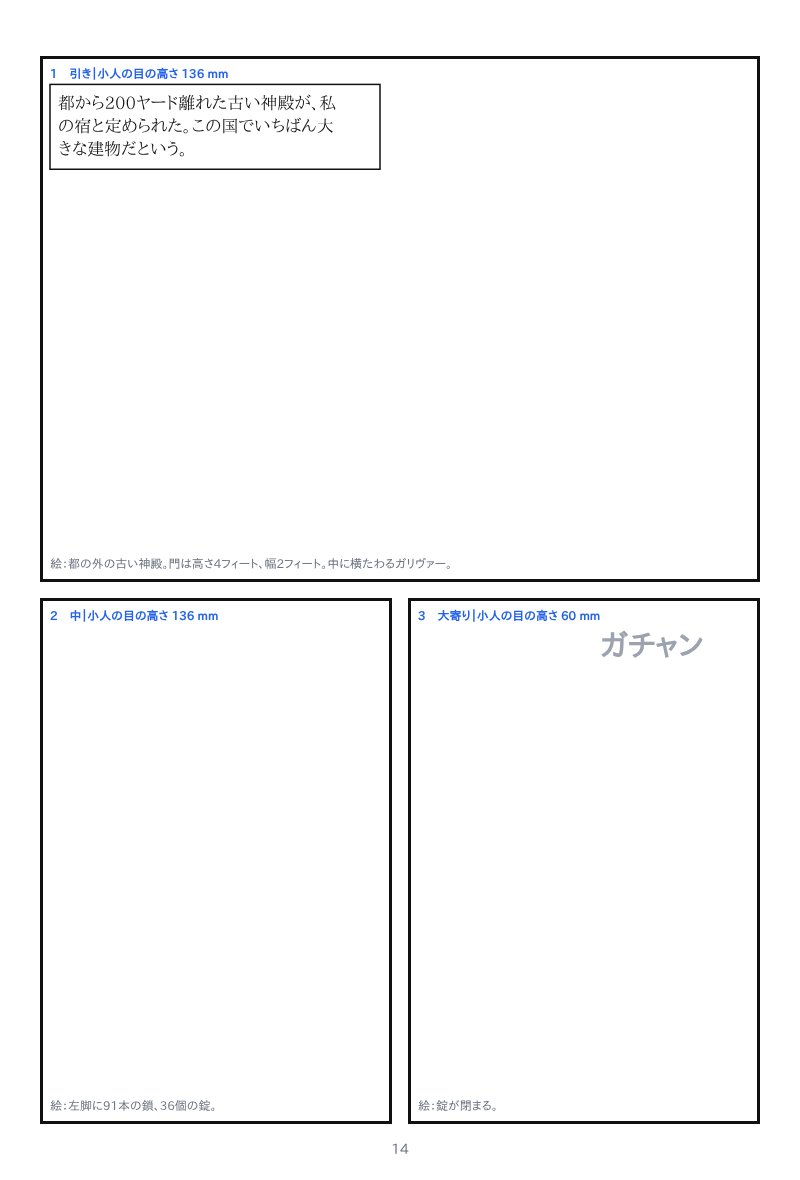 1 引き|小人の目の高さ 136 mm
都から200ヤード離れた古い神殿が、私
の宿と定められた。この国でいちばん大
きな建物だという。
絵:都の外の古い神殿。門は高さ4フィート、幅2フィート。中に横たわるガリヴァー。
2 中|小人の目の高さ 136 mm
絵:左脚に91本の鎖、36個の錠。
3 大寄り|小人の目の高さ 60 mm
ガチャン
絵:錠が閉まる。
14